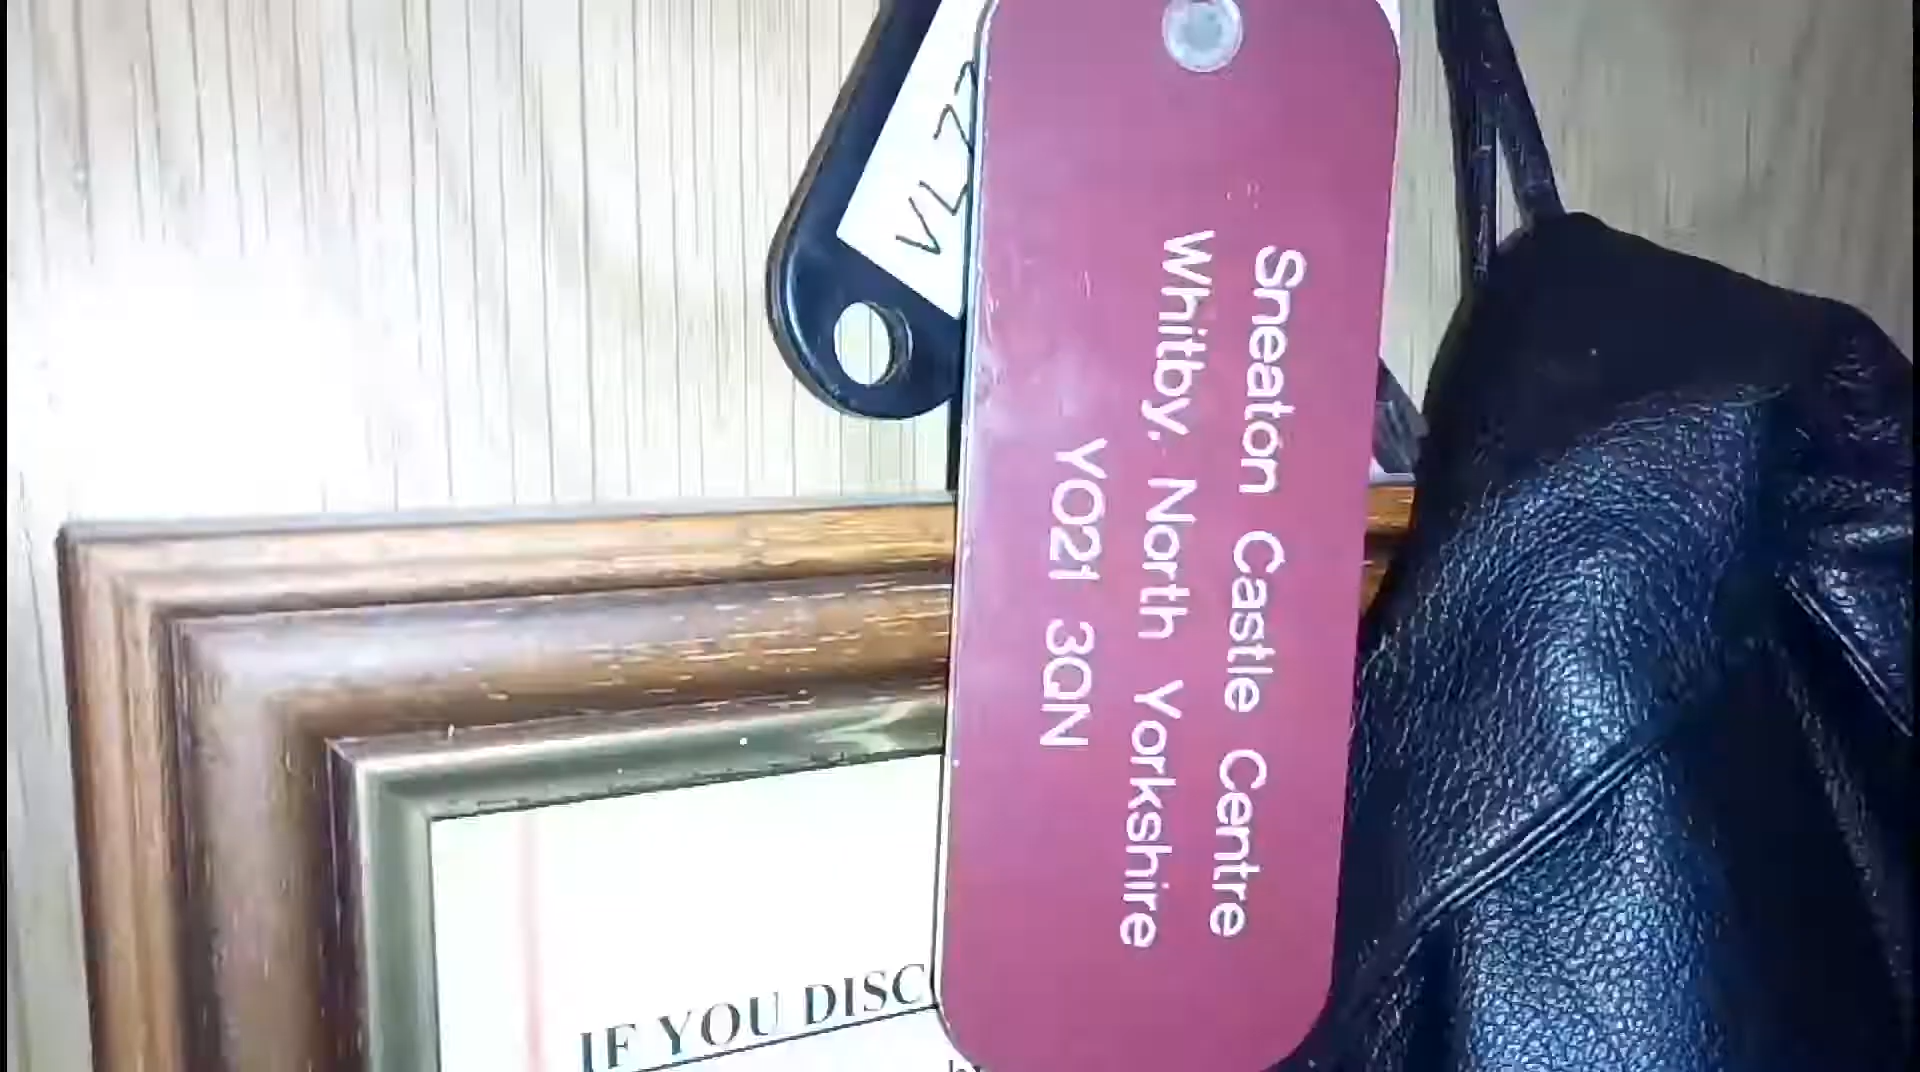 Sneaton Castle Centre
Whitby, North Yorkshire
YO21 3QN
IF YOU DISC